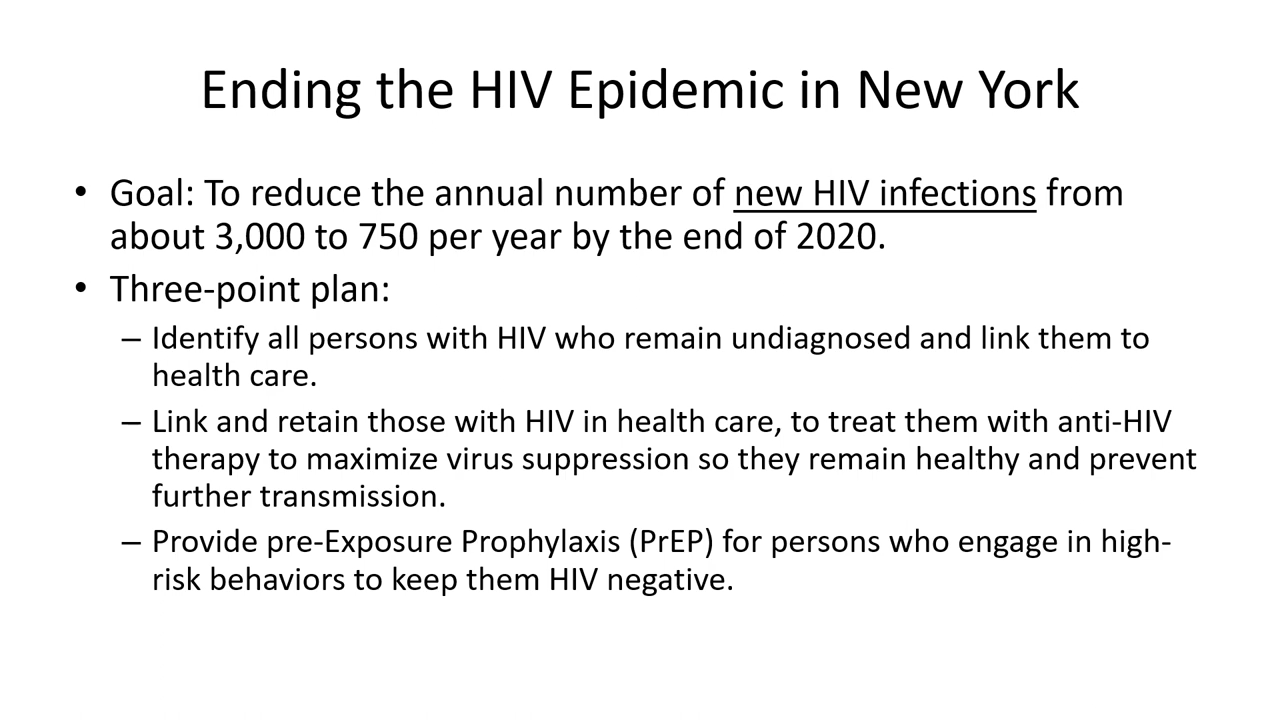 Ending the HIV Epidemic in New York
• Goal: To reduce the annual number of new HIV infections from
about 3,000 to 750 per year by the end of 2020.
• Three-point plan:
– Identify all persons with HIV who remain undiagnosed and link them to
health care.
– Link and retain those with HIV in health care, to treat them with anti-HIV
therapy to maximize virus suppression so they remain healthy and prevent
further transmission.
– Provide pre-Exposure Prophylaxis (PrEP) for persons who engage in high-
risk behaviors to keep them HIV negative.